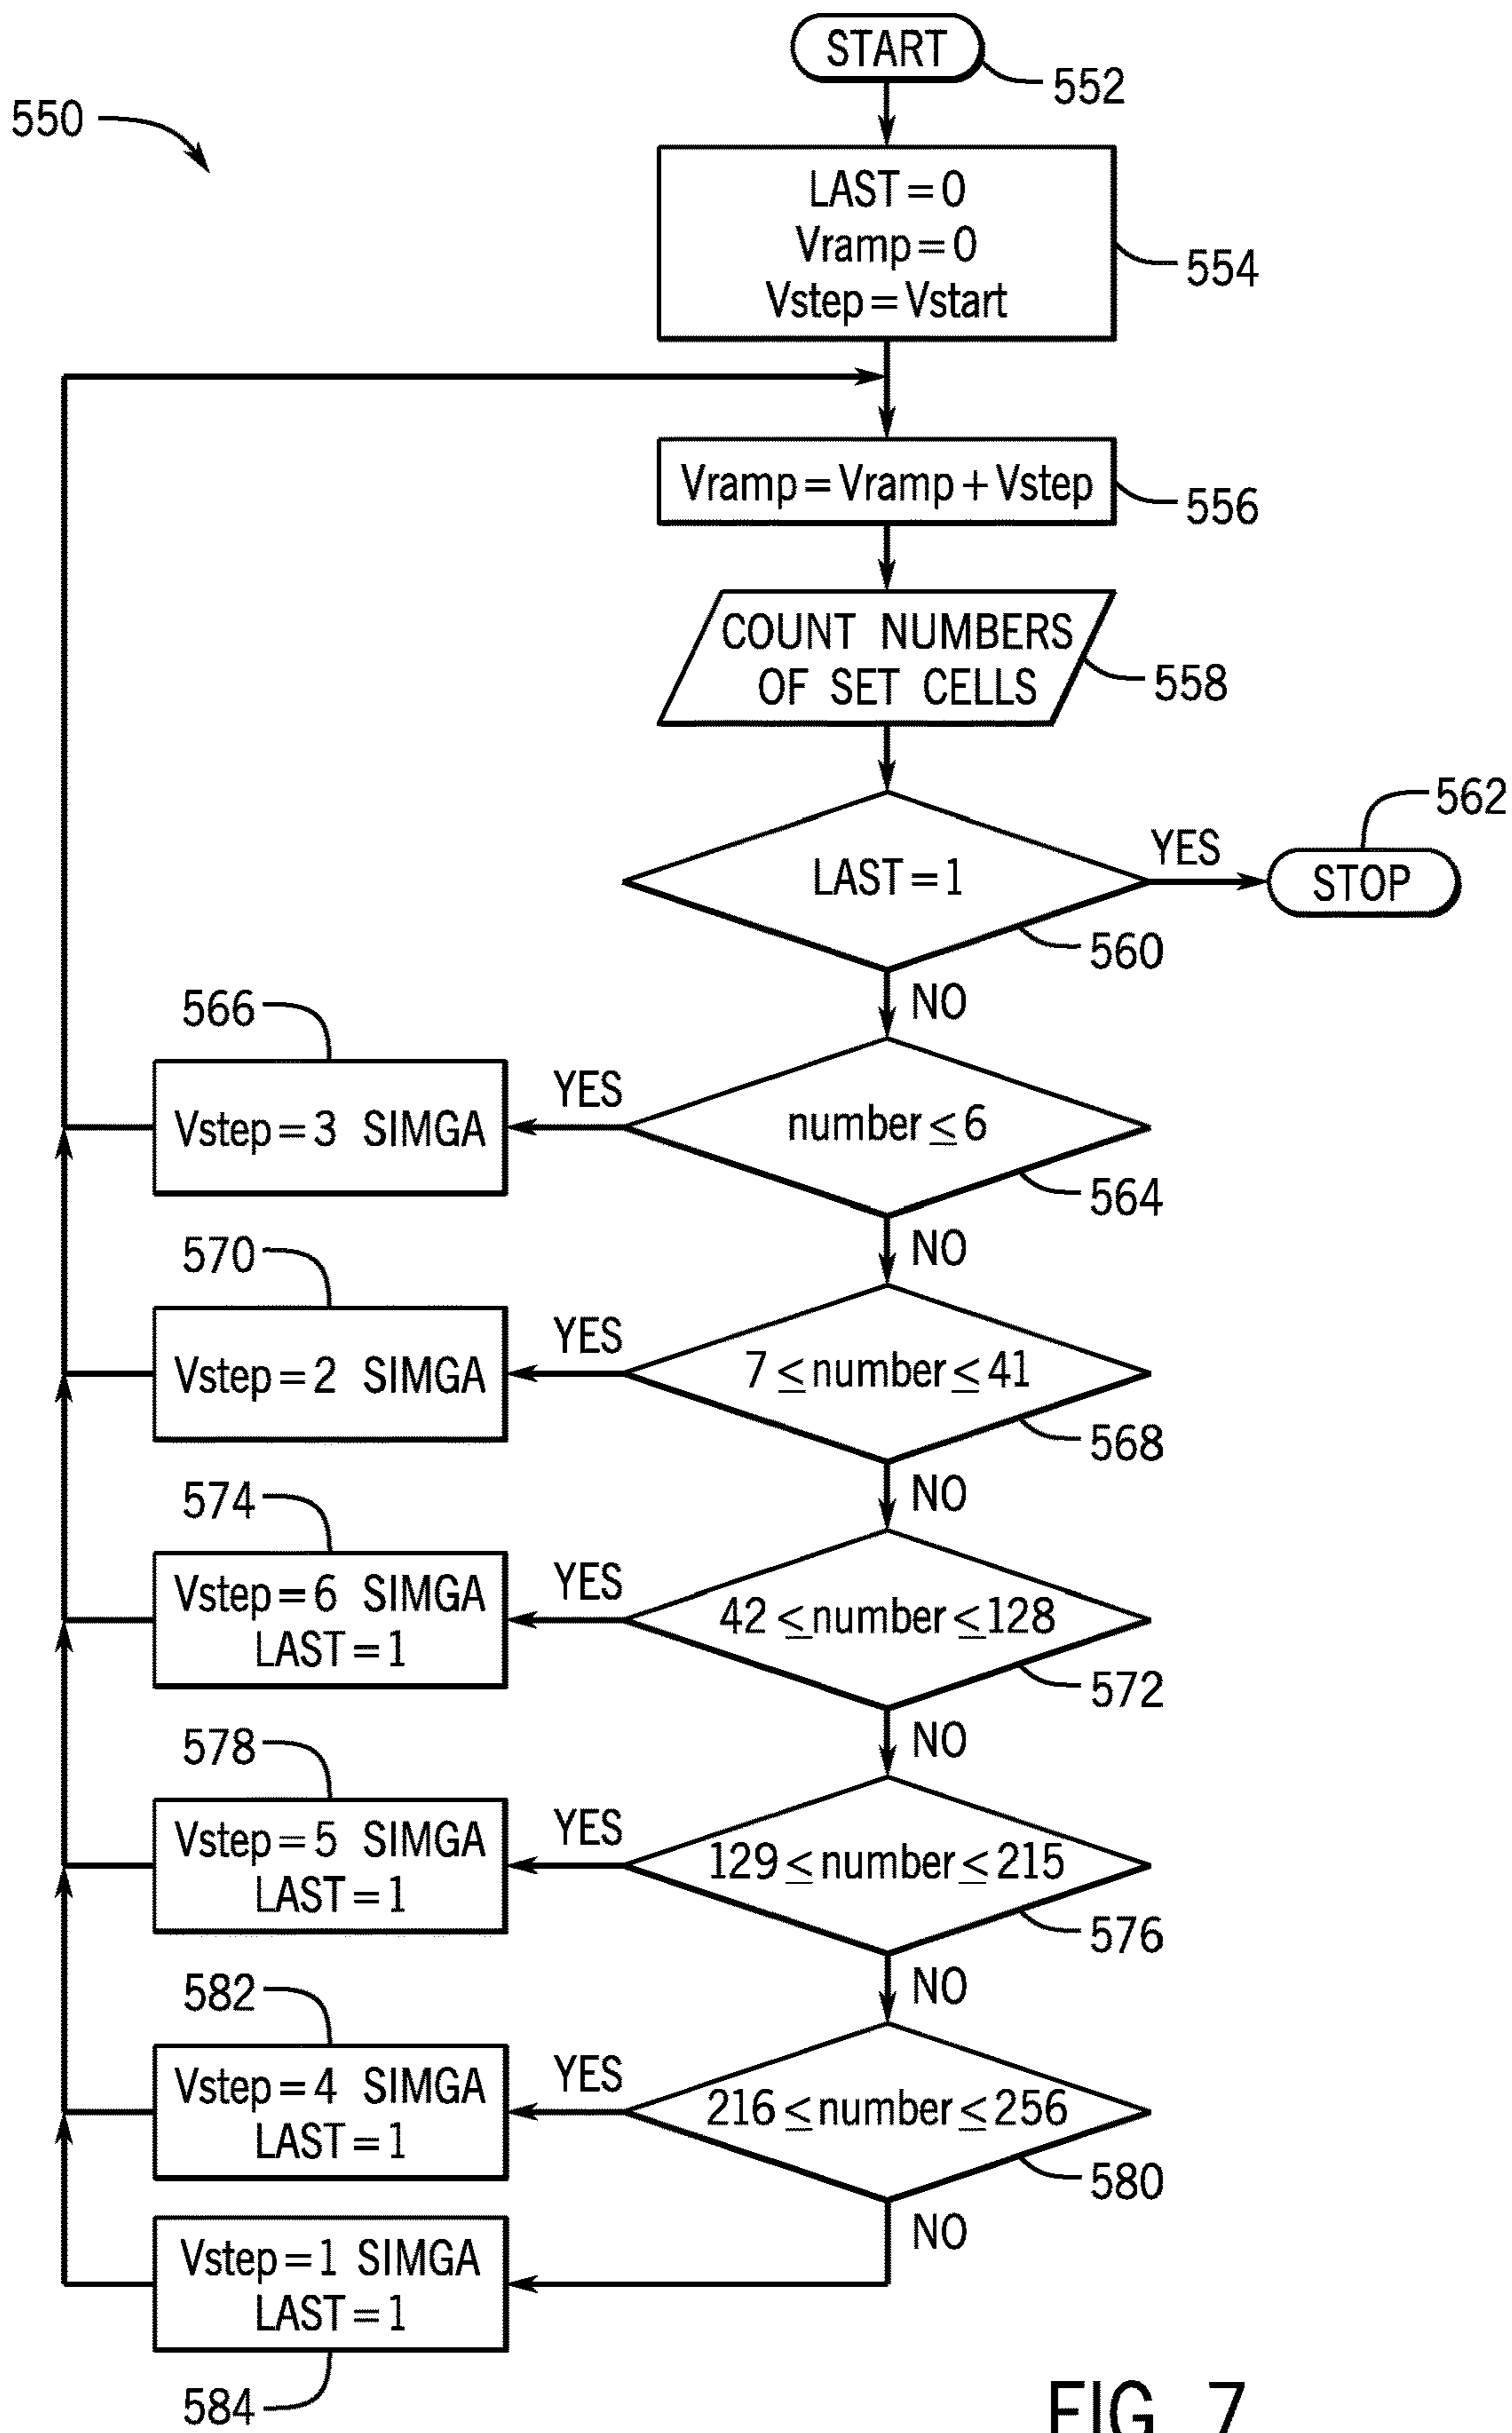 START
552
550
LAST = 0
Vramp = 0
Vstep = Vstart
554
Vramp = Vramp + Vstep
556
COUNT NUMBERS
OF SET CELLS
558
562
LAST = 1
YES
STOP
560
NO
566
Vstep = 3 SIMGA
YES
number ≤ 6
564
NO
570
Vstep = 2 SIMGA
YES
7 ≤ number ≤ 41
568
NO
574
Vstep = 6 SIMGA
LAST = 1
YES
42 ≤ number ≤ 128
572
NO
578
Vstep = 5 SIMGA
LAST = 1
YES
129 ≤ number ≤ 215
576
NO
582
Vstep = 4 SIMGA
LAST = 1
YES
216 ≤ number ≤ 256
580
NO
Vstep = 1 SIMGA
LAST = 1
584
FIG. 7